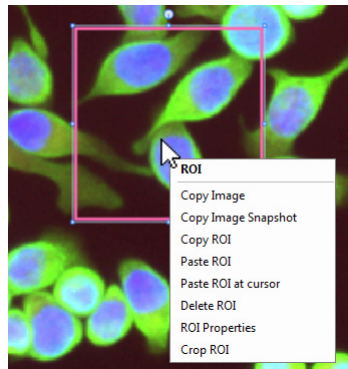 ROI
Copy Image
Copy Image Snapshot
Copy ROI
Paste ROI
Paste ROI at cursor
Delete ROI
ROI Properties
Crop ROI